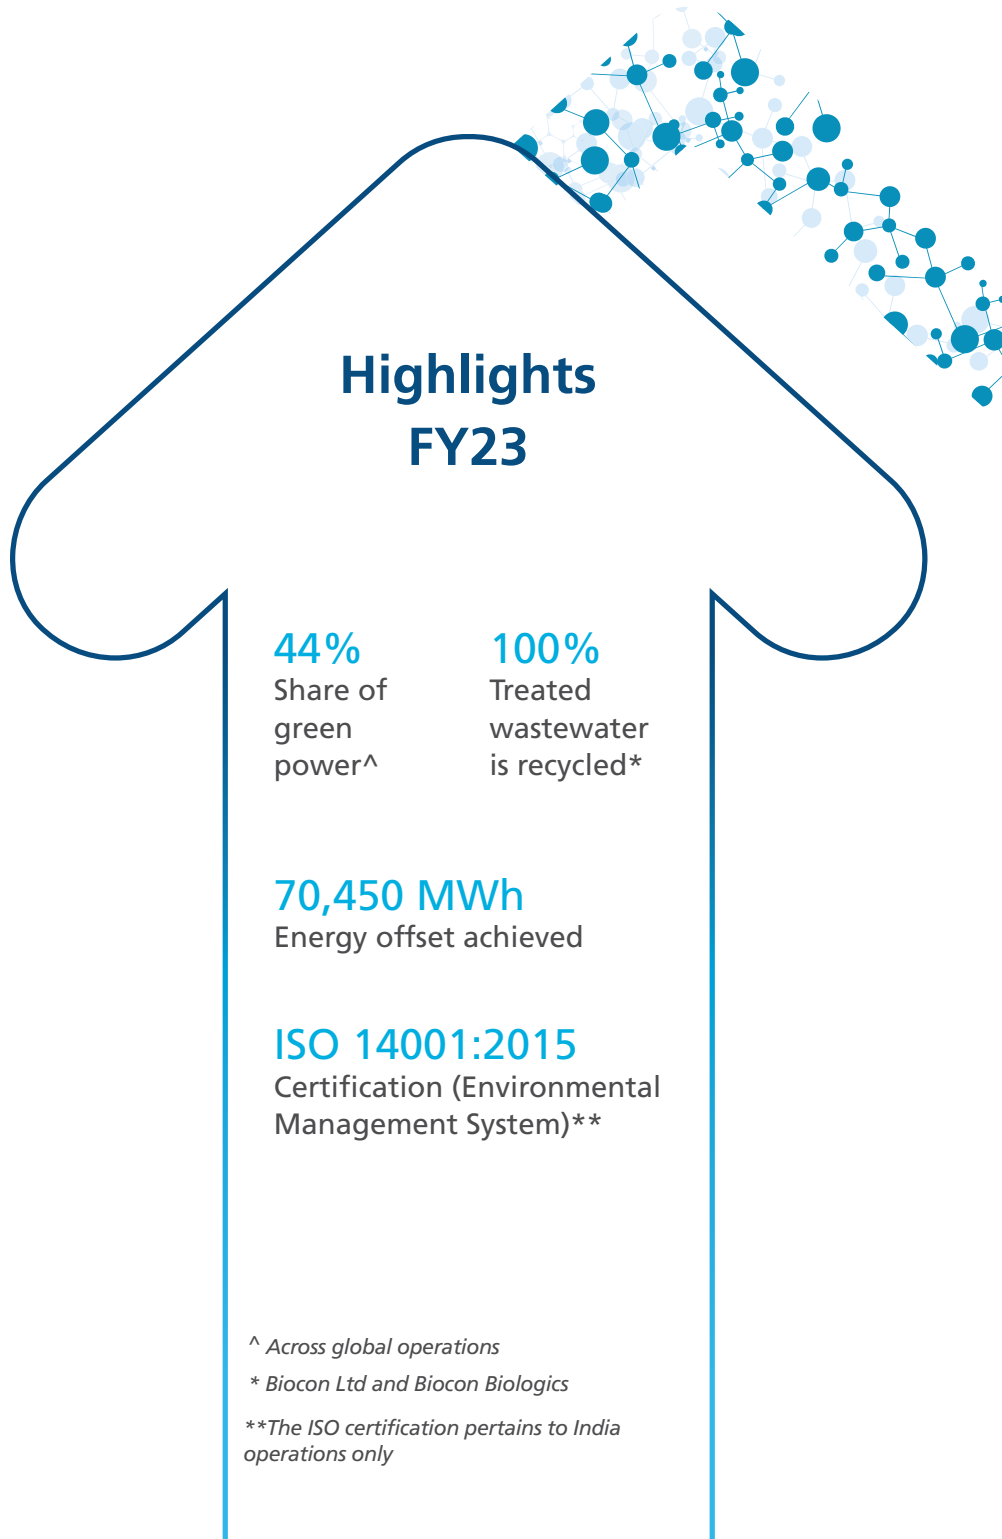 Highlights
FY23
44%
Share of
green
power^
100%
Treated
wastewater
is recycled*
70,450 MWh
Energy offset achieved
ISO 14001:2015
Certification (Environmental
Management System)**
^ Across global operations
* Biocon Ltd and Biocon Biologics
**The ISO certification pertains to India
operations only